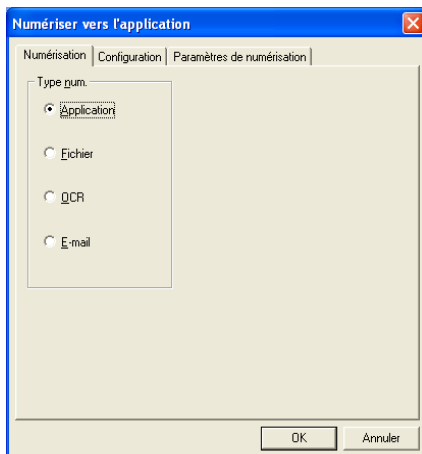 Numériser vers l'application
Numérisation Configuration Paramètres de numérisation
Type num.
Application
Fichier
OCR
E-mail
OK Annuler